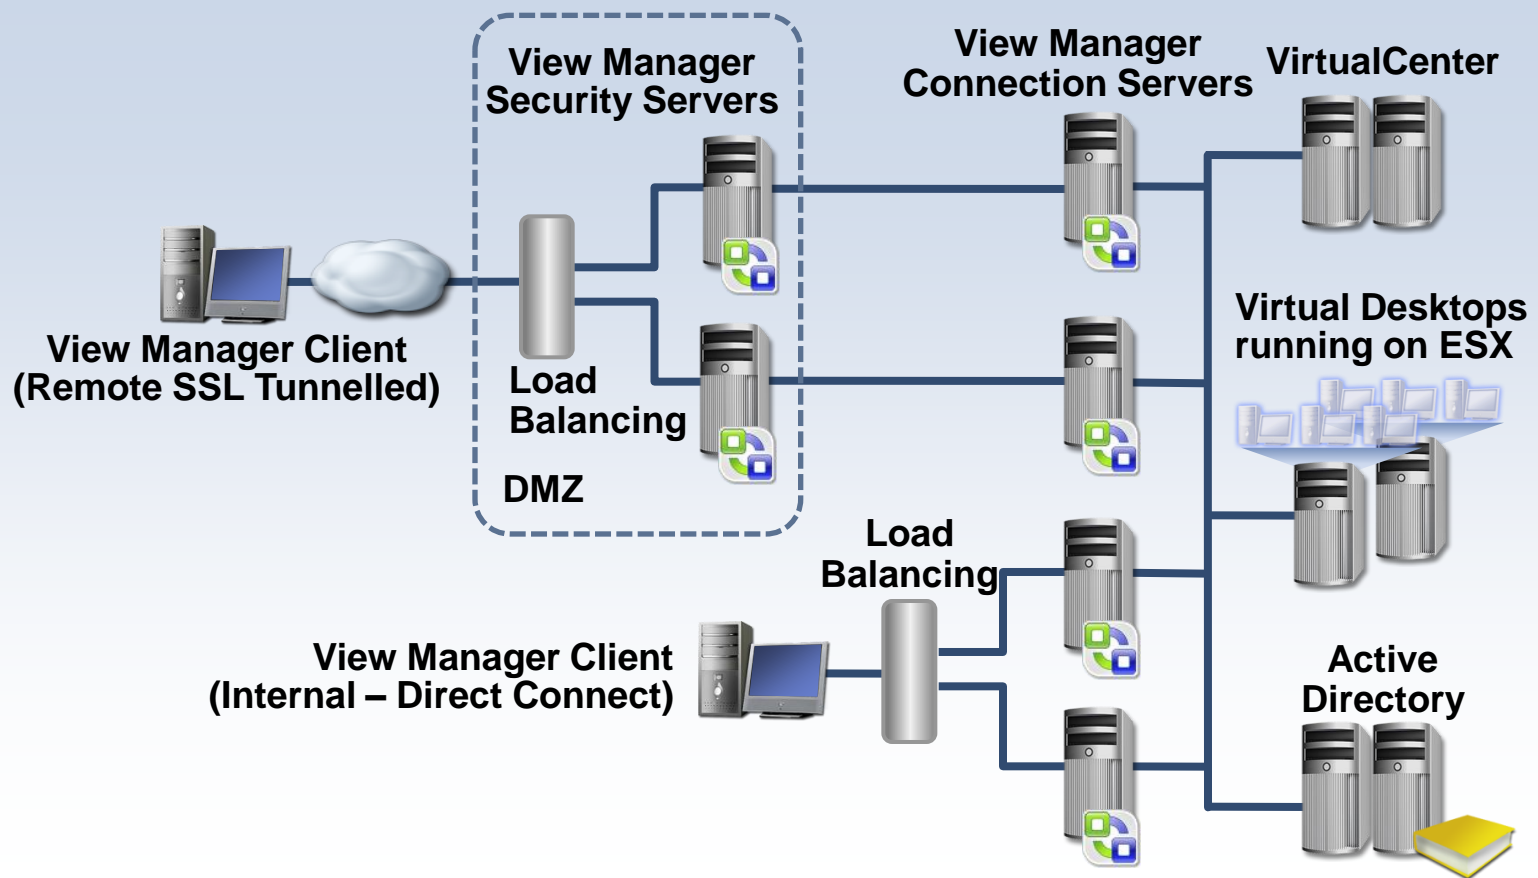 View Manager
Security Servers
View Manager
Connection Servers
VirtualCenter
View Manager Client
(Remote SSL Tunnelled)
Load
Balancing
DMZ
Virtual Desktops
running on ESX
Load
Balancing
View Manager Client
(Internal – Direct Connect)
Active
Directory